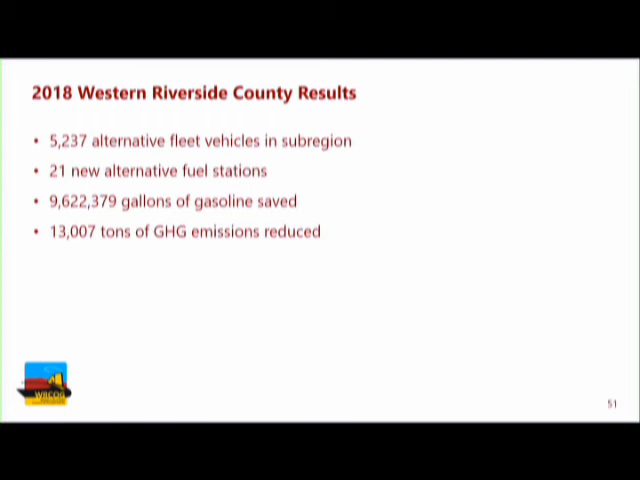 2018 Western Riverside County Results
• 5,237 alternative fleet vehicles in subregion
• 21 new alternative fuel stations
• 9,622,379 gallons of gasoline saved
• 13,007 tons of GHG emissions reduced
WRCOG
51